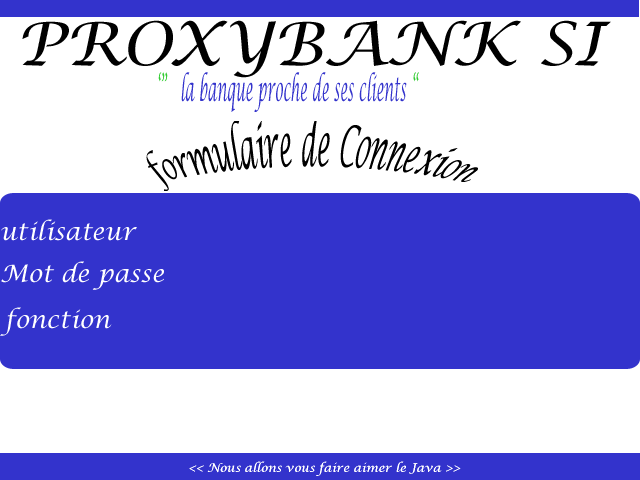 PROXYBANK SI
‘’’ la banque proche de ses clients “
formulaire de Connexion
utilisateur
Mot de passe
fonction
<< Nous allons vous faire aimer le Java >>